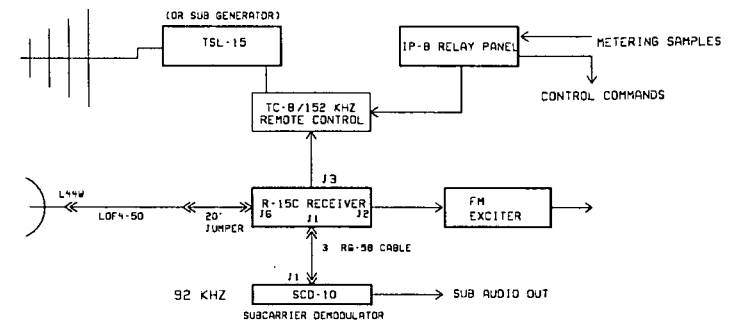 (OR SUB GENERATOR)
TSL-15
IP-8 RELAY PANEL
METERING SAMPLES
CONTROL COMMANDS
TC-8/152 KHZ
REMOTE CONTROL
J3
L44W
LDF4-50
20'
JUMPER
R-15C RECEIVER
J6
J1
J2
FM
EXCITER
3 RG-58 CABLE
J1
92 KHZ
SCD-10
SUB AUDIO OUT
SUBCARRIER DEMODULATOR